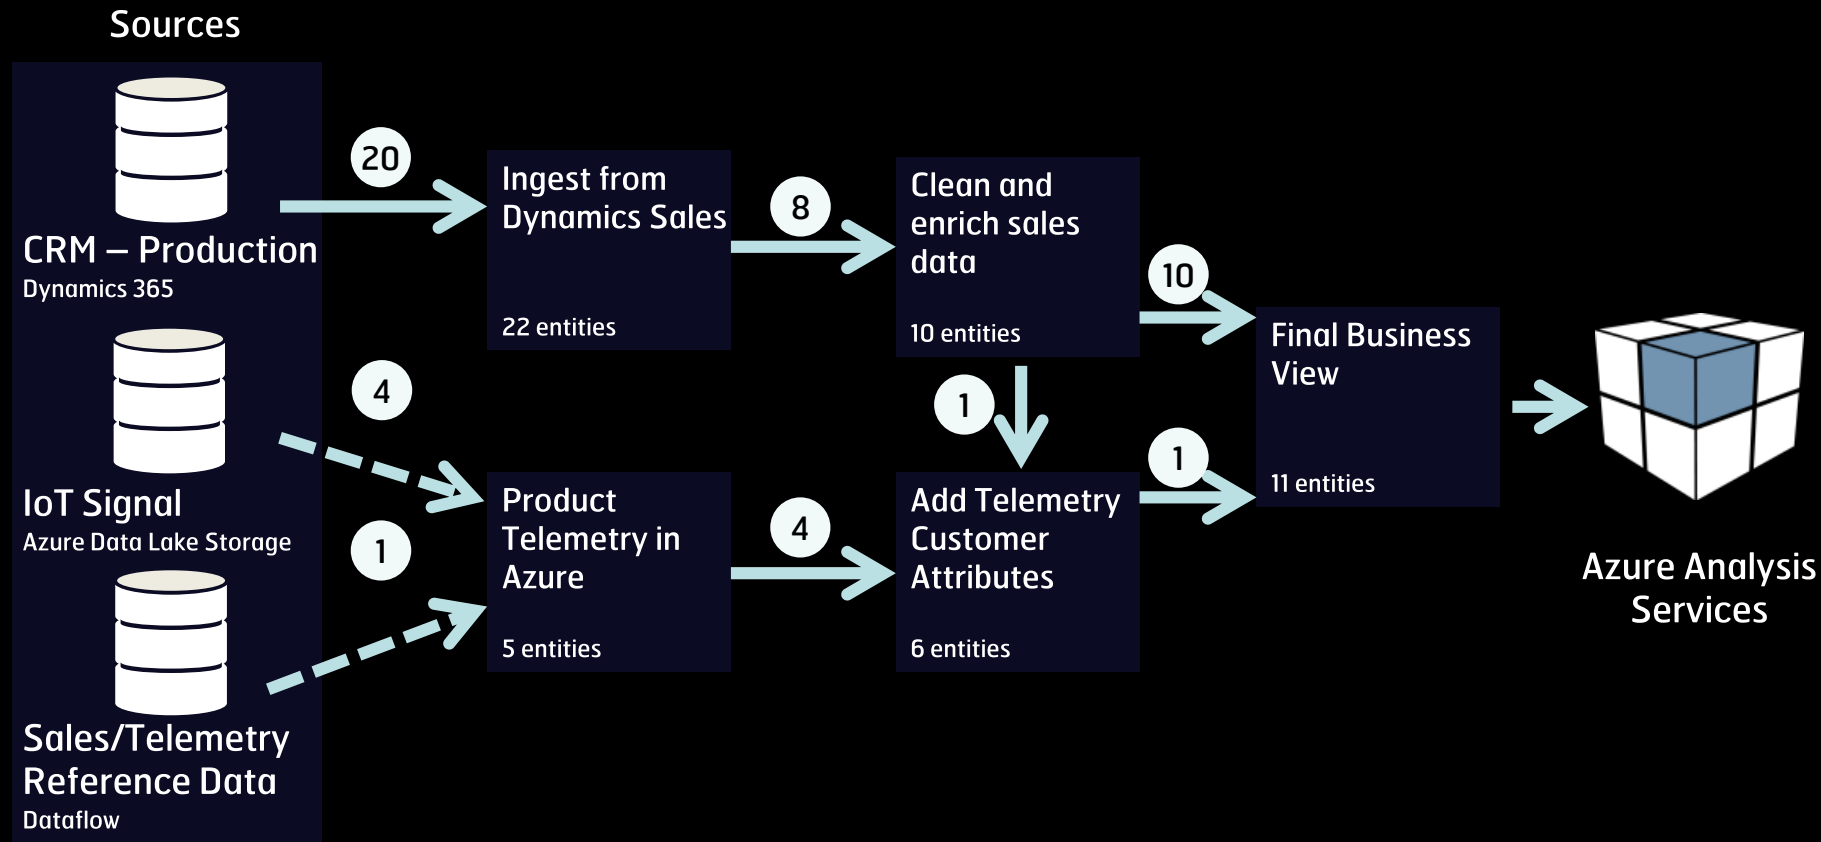 Sources
CRM – Production
Dynamics 365
IoT Signal
Azure Data Lake Storage
Sales/Telemetry
Reference Data
Dataflow
20
4
1
Ingest from
Dynamics Sales
22 entities
Product
Telemetry in
Azure
5 entities
8
4
Clean and
enrich sales
data
10 entities
1
Add Telemetry
Customer
Attributes
6 entities
10
1
Final Business
View
11 entities
Azure Analysis
Services